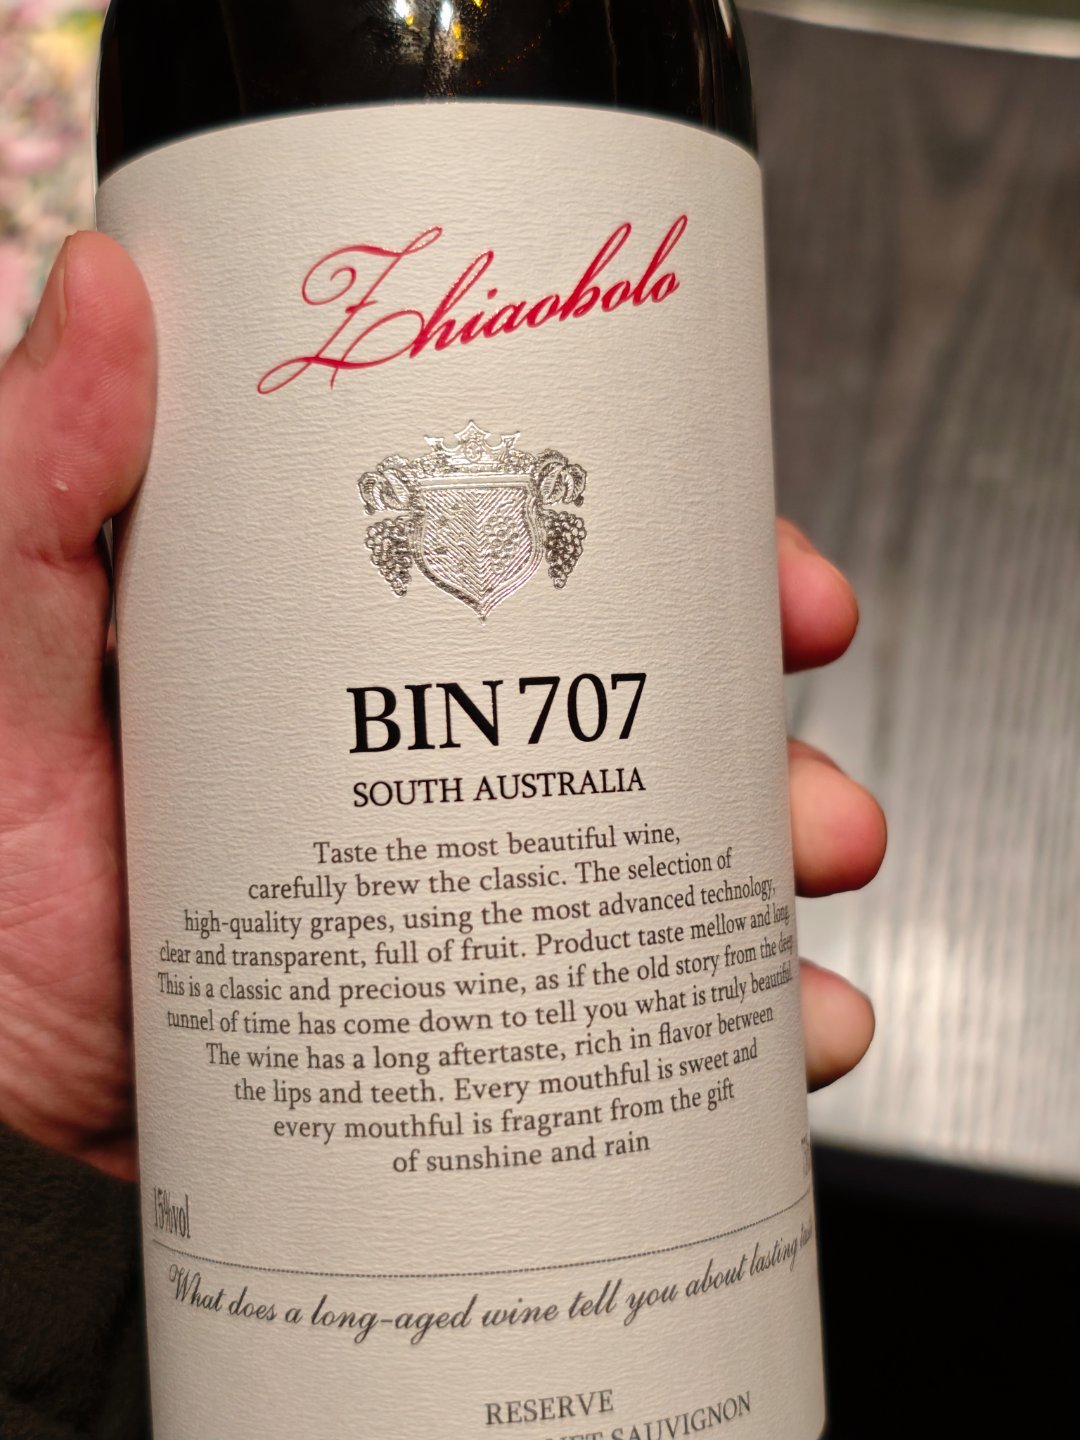 Zhiaobolo
BIN 707
SOUTH AUSTRALIA
Taste the most beautiful wine,
carefully brew the classic. The selection of
high-quality grapes, using the most advanced technology,
clear and transparent, full of fruit. Product taste mellow and long.
This is a classic and precious wine, as if the old story from the deep
tunnel of time has come down to tell you what is truly beautiful.
The wine has a long aftertaste, rich in flavor between
the lips and teeth. Every mouthful is sweet and
every mouthful is fragrant from the gift
of sunshine and rain
15%vol
What does a long-aged wine tell you about lasting
RESERVE
SAUVIGNON